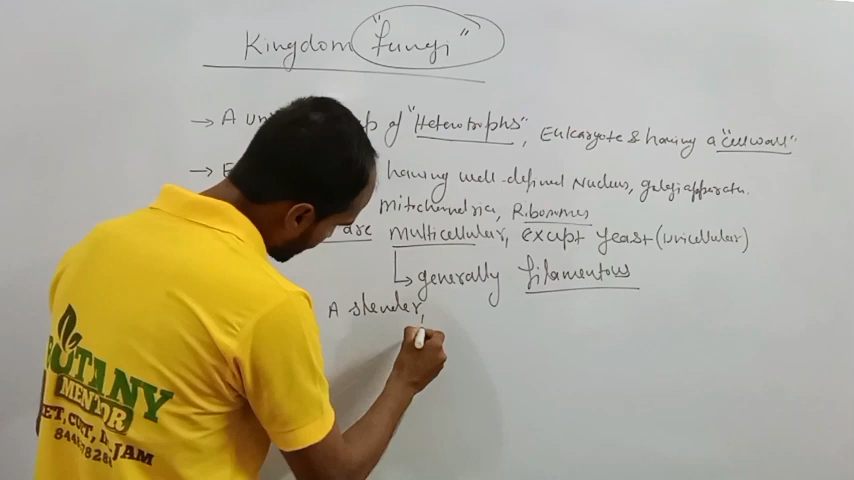 Kingdom "Fungi"
→ A un p of "Heterotrophs", Eukaryote & having a "cell wall"
→ E having well-defined Nucleus, golgi apparatu.
mitochondria, Ribosomes
are multicellular, except yeast (unicellular)
↳ generally filamentous
A slender,
BOTANY
MENTOR